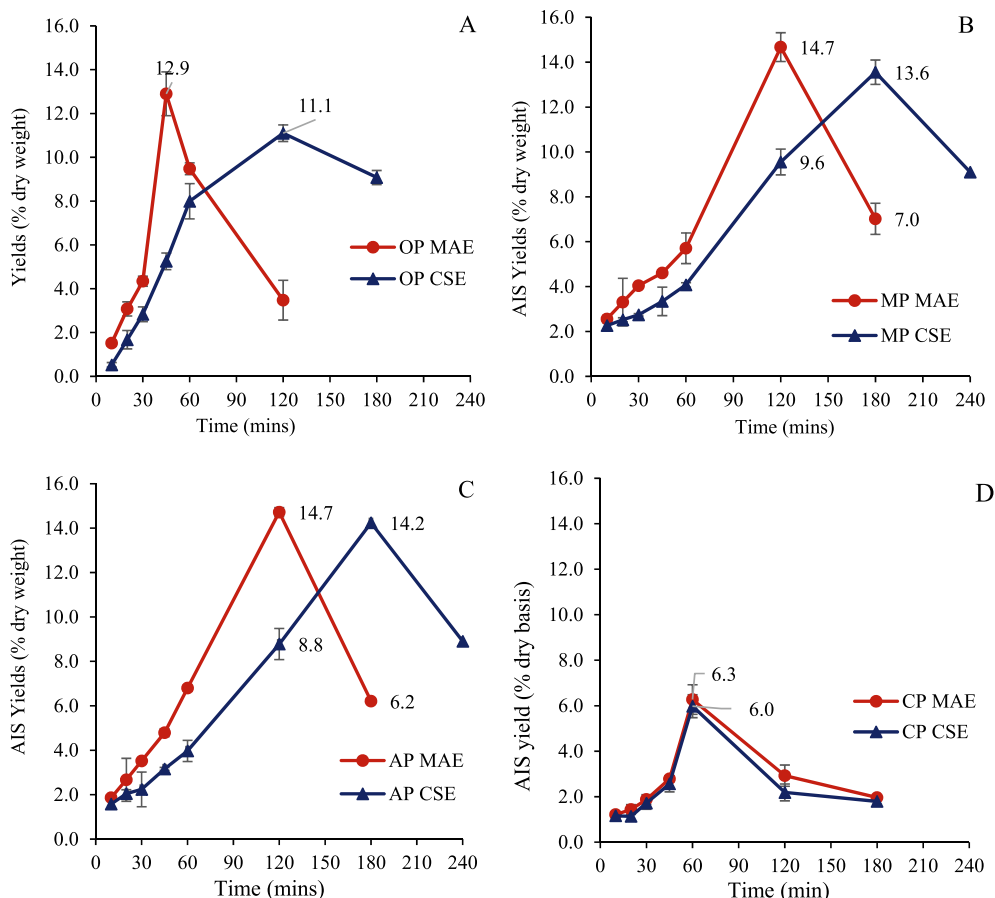 A
16.0
14.0
12.0
10.0
8.0
6.0
4.0
2.0
0.0
Yields (% dry weight)
12.9
11.1
OP MAE
OP CSE
0 30 60 90 120 150 180 210 240
Time (mins)
B
16.0
14.0
12.0
10.0
8.0
6.0
4.0
2.0
0.0
AIS Yields (% dry weight)
14.7
13.6
9.6
7.0
MP MAE
MP CSE
0 30 60 90 120 150 180 210 240
Time (mins)
C
16.0
14.0
12.0
10.0
8.0
6.0
4.0
2.0
0.0
AIS Yields (% dry weight)
14.7
14.2
8.8
6.2
AP MAE
AP CSE
0 30 60 90 120 150 180 210 240
Time (mins)
D
16.0
14.0
12.0
10.0
8.0
6.0
4.0
2.0
0.0
AIS yield (% dry basis)
6.3
6.0
CP MAE
CP CSE
0 30 60 90 120 150 180 210 240
Time (min)